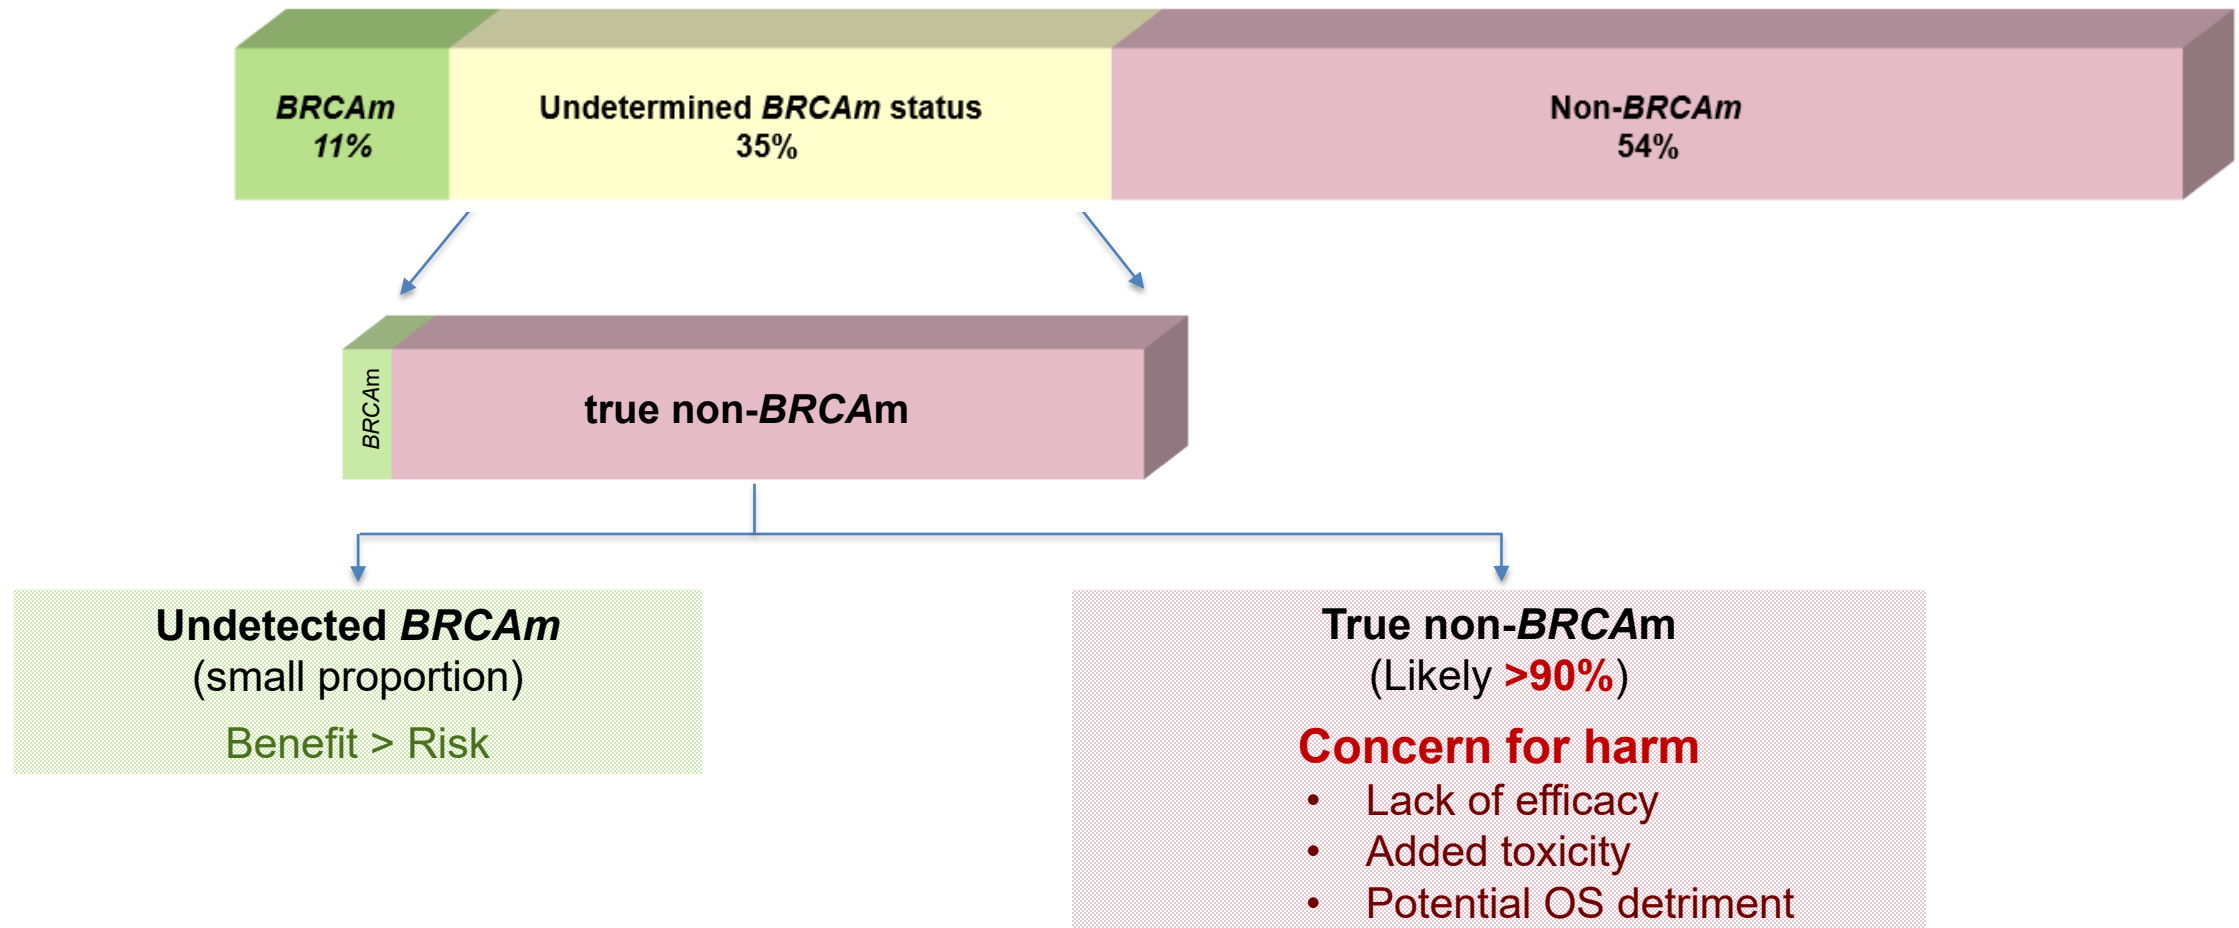 BRCAm
11%
Undetermined BRCAm status
35%
Non-BRCAm
54%
BRCAm
true non-BRCAm
Undetected BRCAm
(small proportion)
Benefit > Risk
True non-BRCAm
(Likely >90%)
Concern for harm
• Lack of efficacy
• Added toxicity
• Potential OS detriment